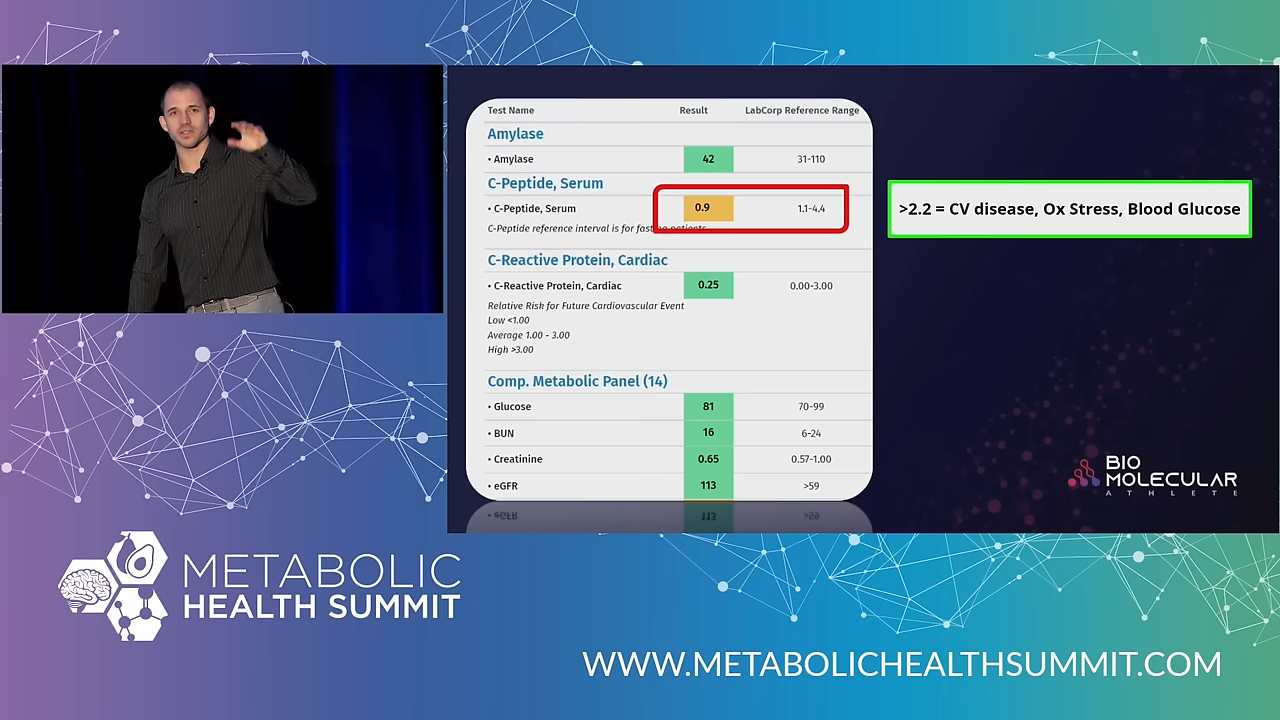 Test Name Result LabCorp Reference Range
Amylase
• Amylase 42 31-110
C-Peptide, Serum
• C-Peptide, Serum 0.9 1.1-4.4
C-Peptide reference interval is for fasting patients.
>2.2 = CV disease, Ox Stress, Blood Glucose
C-Reactive Protein, Cardiac
• C-Reactive Protein, Cardiac 0.25 0.00-3.00
Relative Risk for Future Cardiovascular Event
Low <1.00
Average 1.00 - 3.00
High >3.00
Comp. Metabolic Panel (14)
• Glucose 81 70-99
• BUN 16 6-24
• Creatinine 0.65 0.57-1.00
• eGFR 113 >59
BIO
MOLECULAR
ATHLETE
METABOLIC
HEALTH SUMMIT
WWW.METABOLICHEALTHSUMMIT.COM